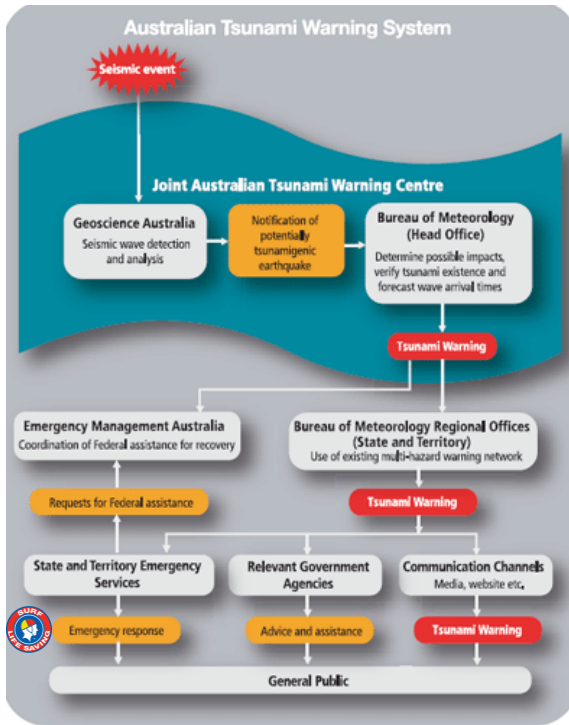 Australian Tsunami Warning System
Seismic event
Joint Australian Tsunami Warning Centre
Geoscience Australia
Seismic wave detection
and analysis
Notification of
potentially
tsunamigenic
earthquake
Bureau of Meteorology
(Head Office)
Determine possible impacts,
verify tsunami existence and
forecast wave arrival times
Tsunami Warning
Emergency Management Australia
Coordination of Federal assistance for recovery
Bureau of Meteorology Regional Offices
(State and Territory)
Use of existing multi-hazard warning network
Requests for Federal assistance
Tsunami Warning
State and Territory Emergency
Services
Relevant Government
Agencies
Communication Channels
Media, website etc.
SURF
LIFE SAVING
Emergency response
Advice and assistance
Tsunami Warning
General Public